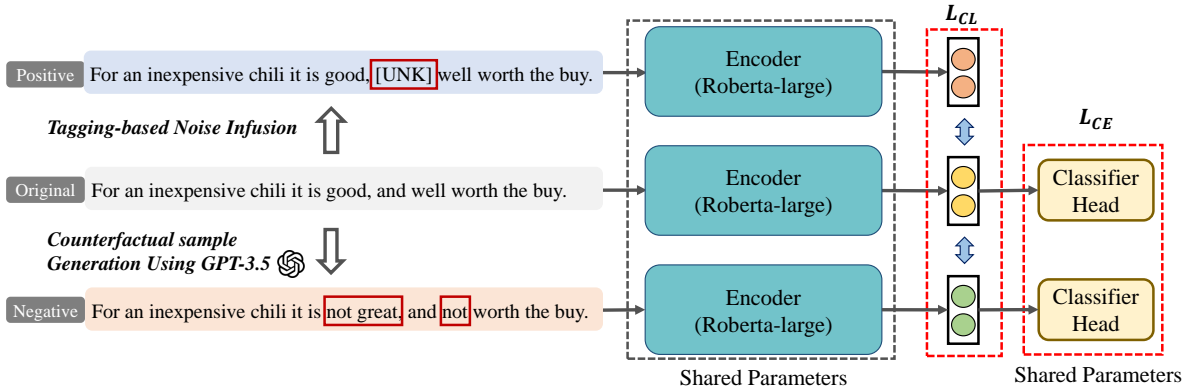 L_CL
Positive
For an inexpensive chili it is good, [UNK] well worth the buy.
Encoder
(Roberta-large)
Tagging-based Noise Infusion
L_CE
Original
For an inexpensive chili it is good, and well worth the buy.
Encoder
(Roberta-large)
Classifier
Head
Counterfactual sample
Generation Using GPT-3.5
Negative
For an inexpensive chili it is not great, and not worth the buy.
Encoder
(Roberta-large)
Classifier
Head
Shared Parameters
Shared Parameters